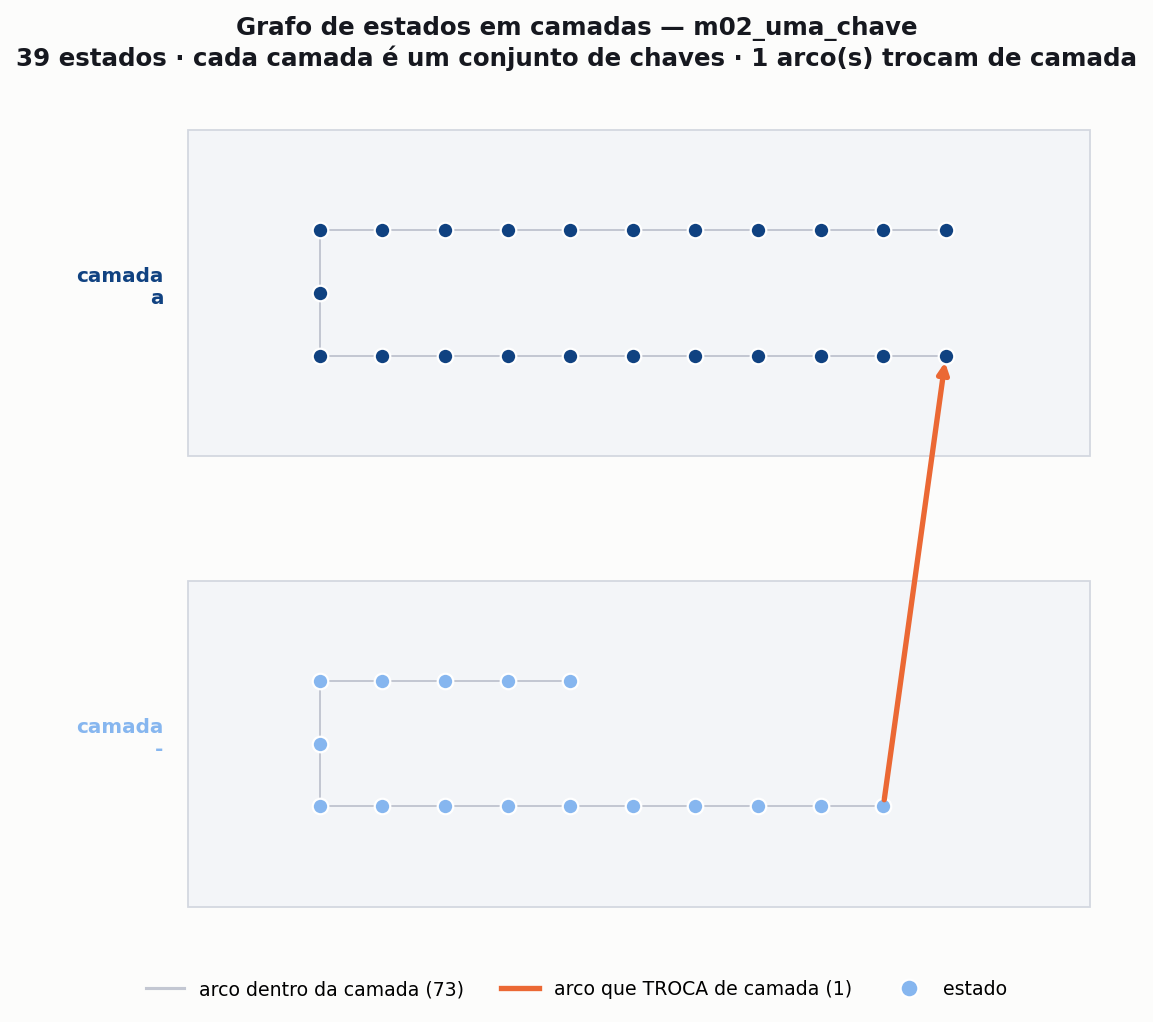 Grafo de estados em camadas — m02_uma_chave
39 estados · cada camada é um conjunto de chaves · 1 arco(s) trocam de camada
camada
a
camada
-
arco dentro da camada (73)
arco que TROCA de camada (1)
estado